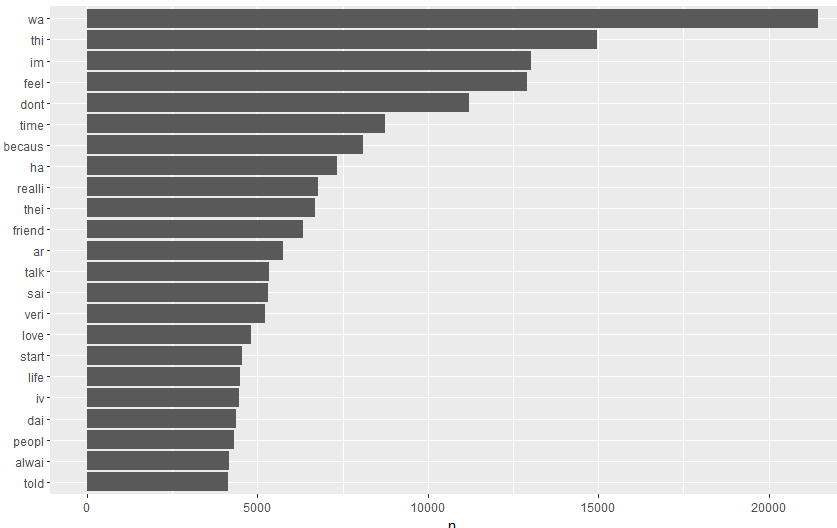 wa
thi
im
feel
dont
time
becaus
ha
realli
thei
friend
ar
talk
sai
veri
love
start
life
iv
dai
peopl
alwai
told
0 5000 10000 15000 20000
n